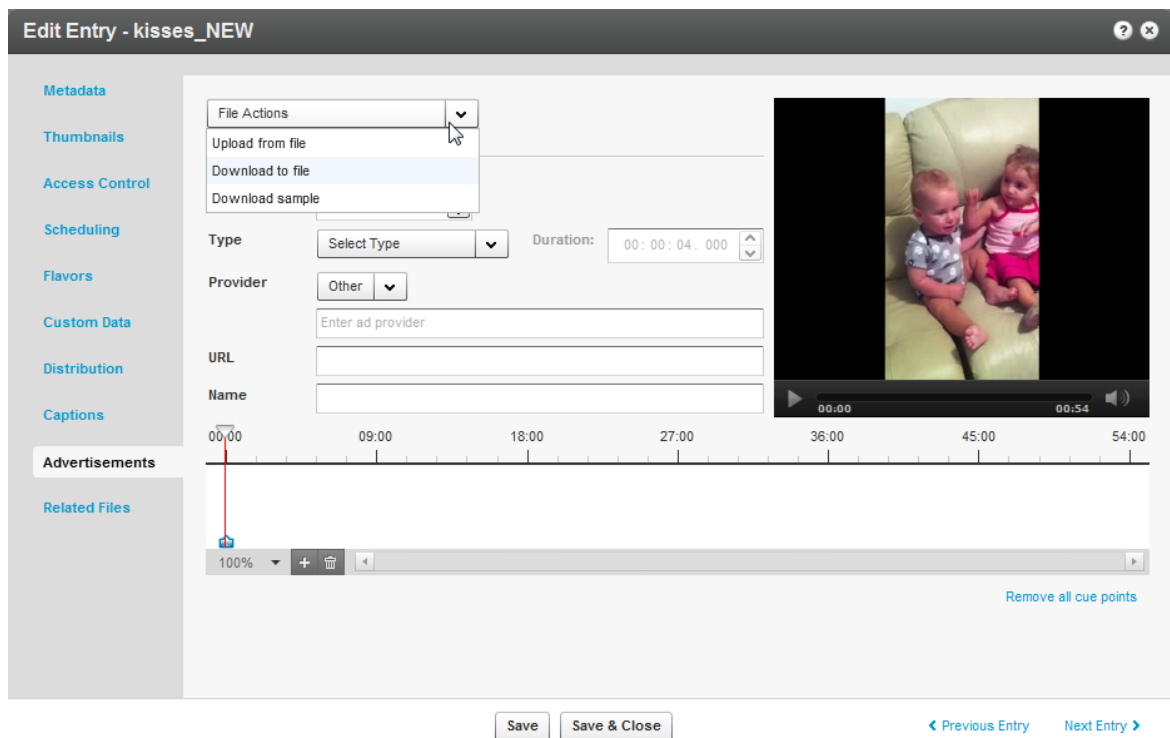 Edit Entry - kisses_NEW
Metadata
Thumbnails
Access Control
Scheduling
Flavors
Custom Data
Distribution
Captions
Advertisements
Related Files
File Actions
Upload from file
Download to file
Download sample
Type
Select Type
Duration:
00: 00: 04. 000
Provider
Other
Enter ad provider
URL
Name
00:00
00:54
00:00
09:00
18:00
27:00
36:00
45:00
54:00
100%
Remove all cue points
Save
Save & Close
Previous Entry
Next Entry